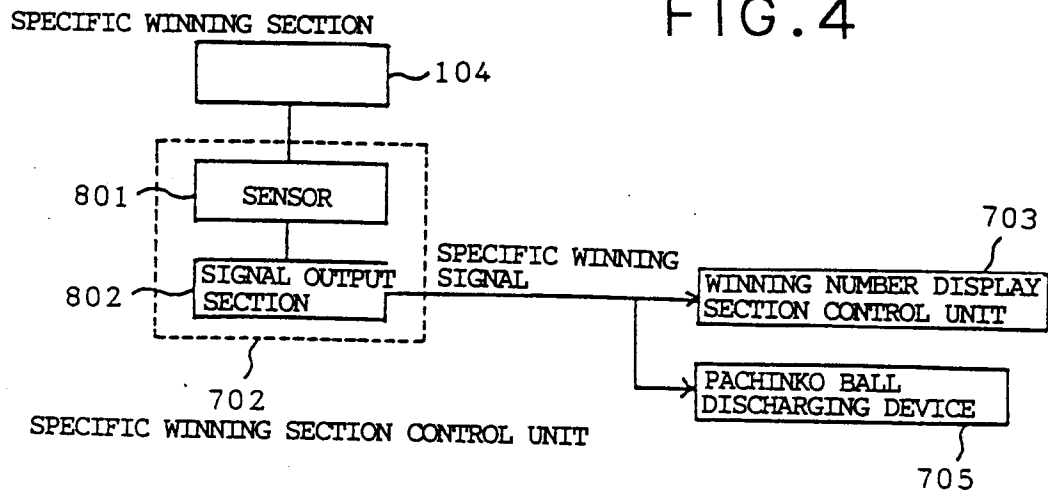 FIG.4
SPECIFIC WINNING SECTION
104
801
SENSOR
802
SIGNAL OUTPUT
SECTION
SPECIFIC WINNING
SIGNAL
703
WINNING NUMBER DISPLAY
SECTION CONTROL UNIT
PACHINKO BALL
DISCHARGING DEVICE
705
702
SPECIFIC WINNING SECTION CONTROL UNIT